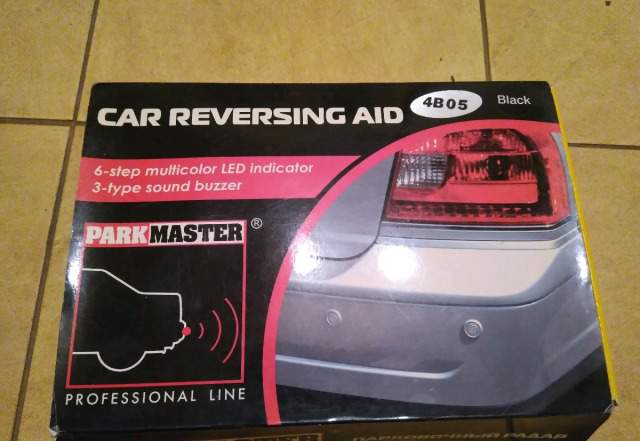 CAR REVERSING AID
4B05
Black
6-step multicolor LED indicator
3-type sound buzzer
PARKMASTER®
PROFESSIONAL LINE